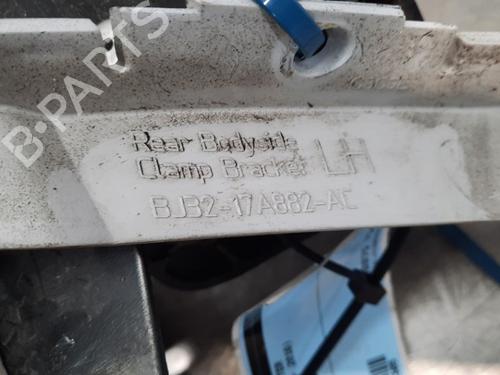 B-PARTS
Rear Bodyside
Clamp Bracket LH
BJB2-17A882-AC